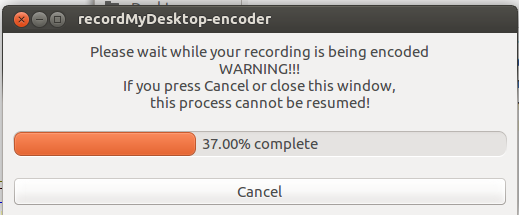 recordMyDesktop-encoder
Please wait while your recording is being encoded
WARNING!!!
If you press Cancel or close this window,
this process cannot be resumed!
37.00% complete
Cancel